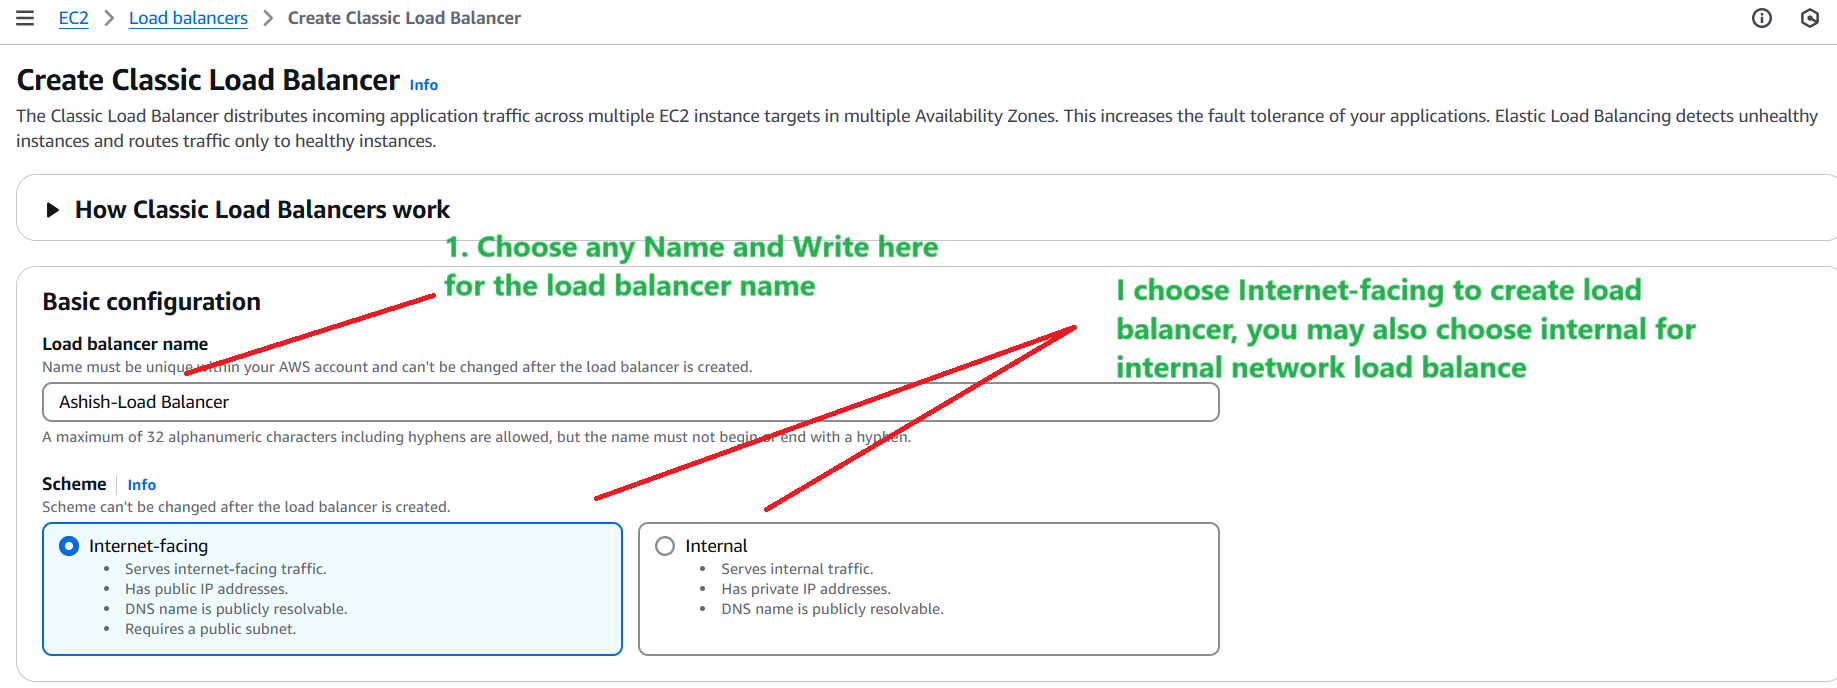 EC2 > Load balancers > Create Classic Load Balancer
Create Classic Load Balancer Info
The Classic Load Balancer distributes incoming application traffic across multiple EC2 instance targets in multiple Availability Zones. This increases the fault tolerance of your applications. Elastic Load Balancing detects unhealthy
instances and routes traffic only to healthy instances.
How Classic Load Balancers work
1. Choose any Name and Write here
for the load balancer name
I choose Internet-facing to create load
balancer, you may also choose internal for
internal network load balance
Basic configuration
Load balancer name
Name must be unique within your AWS account and can't be changed after the load balancer is created.
Ashish-Load Balancer
A maximum of 32 alphanumeric characters including hyphens are allowed, but the name must not begin or end with a hyphen.
Scheme Info
Scheme can't be changed after the load balancer is created.
Internet-facing
• Serves internet-facing traffic.
• Has public IP addresses.
• DNS name is publicly resolvable.
• Requires a public subnet.
Internal
• Serves internal traffic.
• Has private IP addresses.
• DNS name is publicly resolvable.